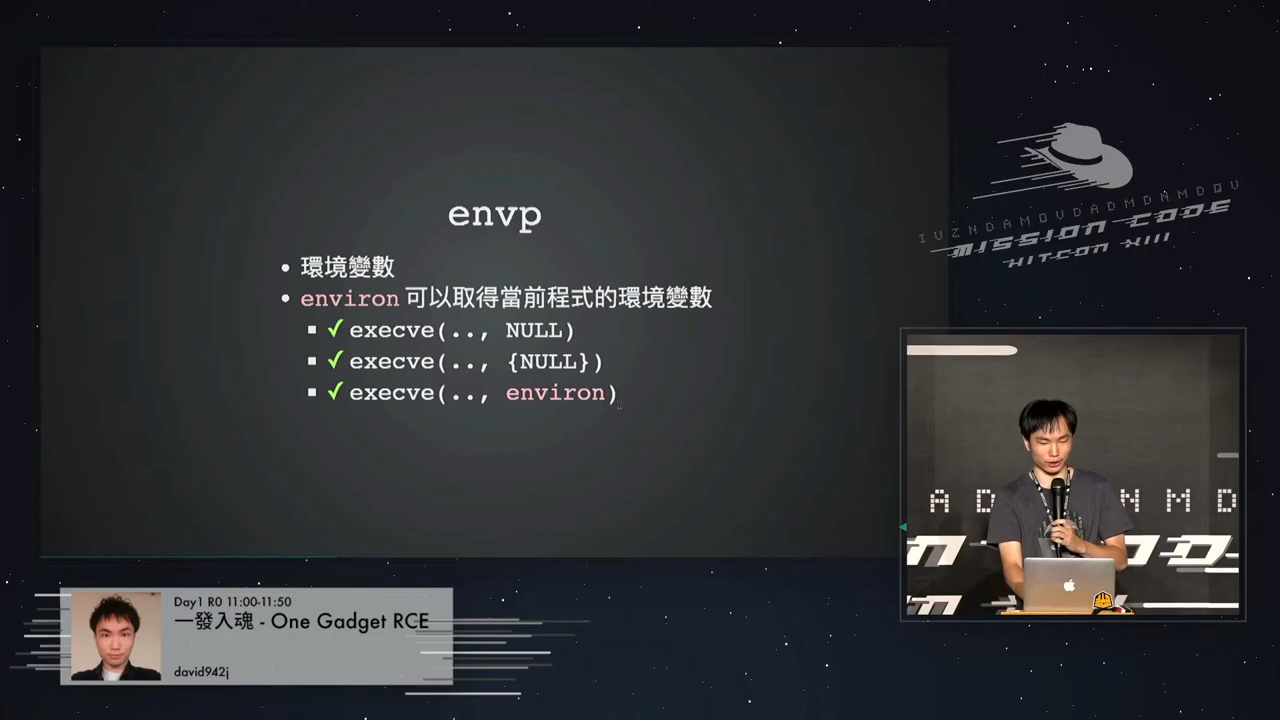 envp
環境變數
environ 可以取得當前程式的環境變數
✓ execve(.., NULL)
✓ execve(.., {NULL})
✓ execve(.., environ)
IVZHDAMOVDADMDNMDQV
MISSION CODE
HITCON XIII
A D N M D
Day1 R0 11:00-11:50
一發入魂 - One Gadget RCE
david942j